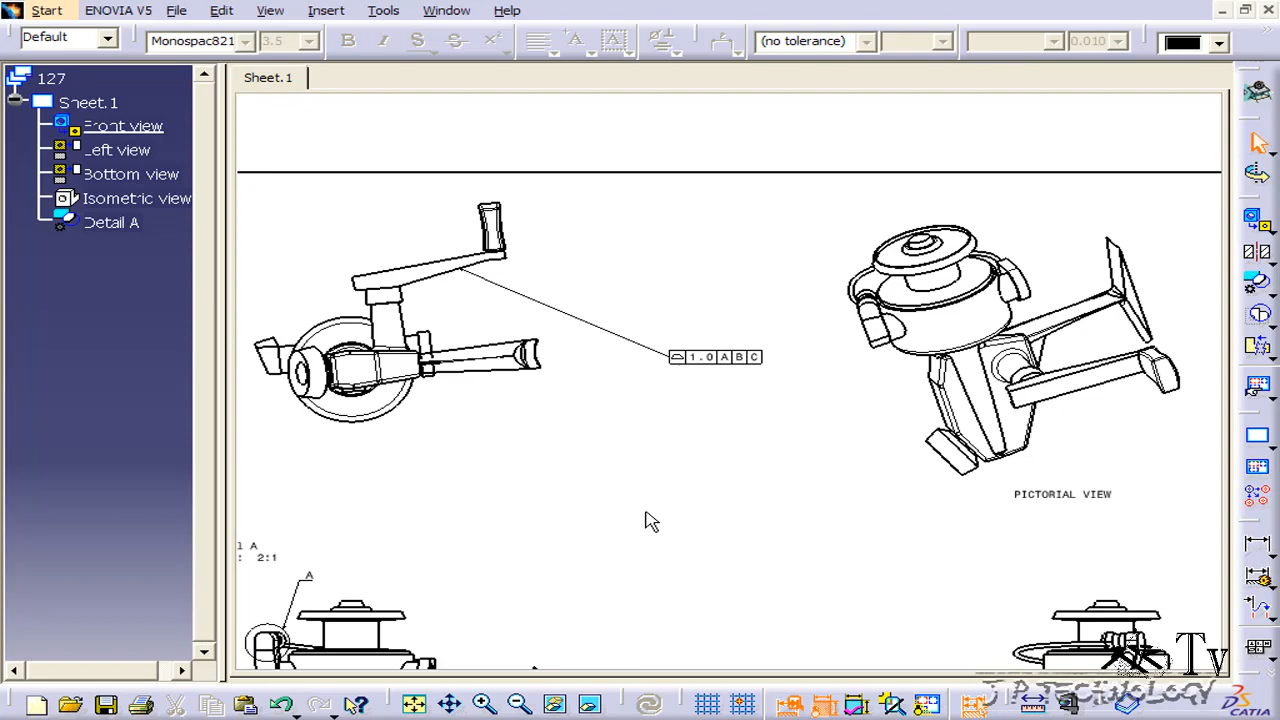 Start ENOVIA V5 File Edit View Insert Tools Window Help
Default Monospac821 3.5 B I S S (no tolerance) 0.010
127
Sheet.1
Sheet.1
Front view
Left view
Bottom view
Isometric view
Detail A
1.0 A B C
PICTORIAL VIEW
l A
: 2:1
A
Tv
J.A TECHNOLOGY
CATIA